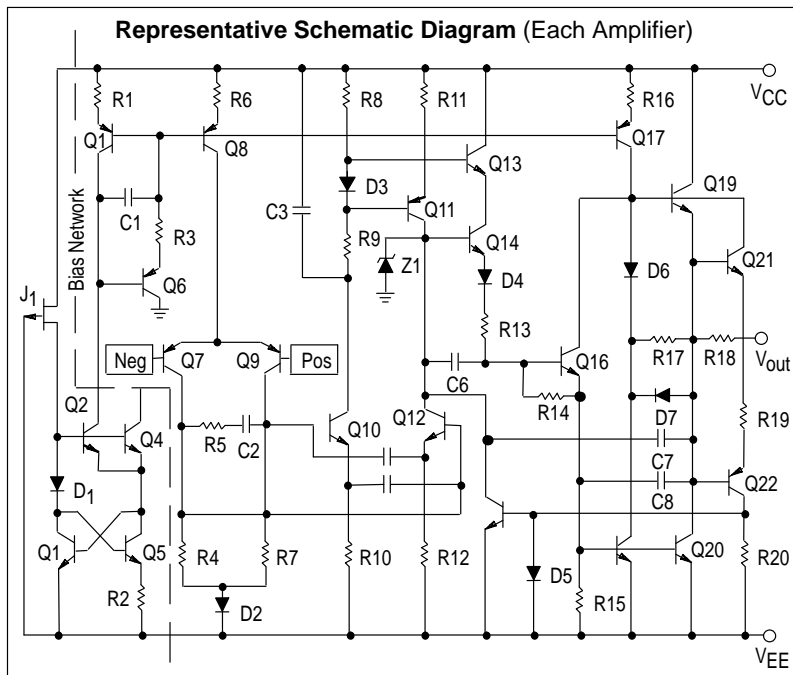 Representative Schematic Diagram (Each Amplifier)
R1
R6
R8
R11
R16
VCC
Q1
Q8
Q17
Q13
Q19
D3
C1
C3
Q11
R3
R9
Q14
Q21
Bias Network
Z1
D4
D6
Q6
J1
R13
Neg
Q7
Q9
Pos
Q16
R17
R18
Vout
C6
Q2
R14
D7
Q4
R5
C2
Q10
Q12
R19
C7
D1
C8
Q22
Q1
Q5
R4
R7
R10
R12
D5
Q20
R20
R2
D2
R15
VEE